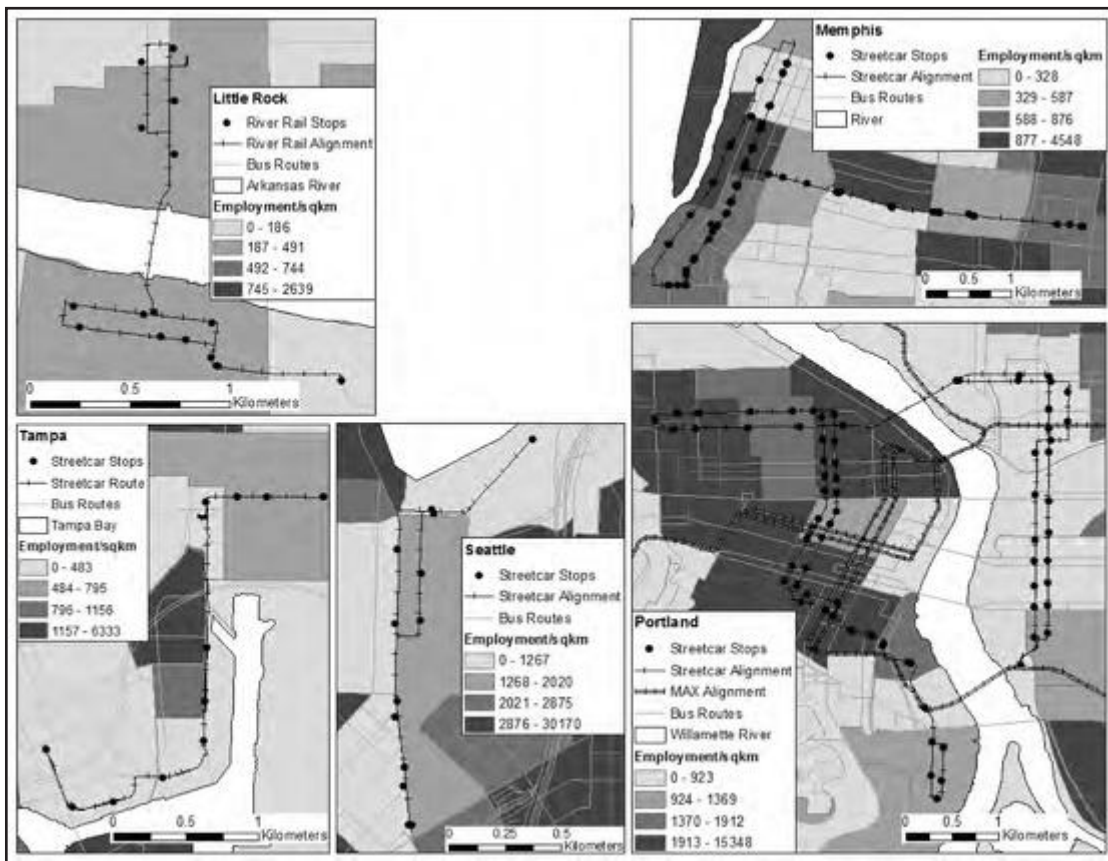 Little Rock
River Rail Stops
River Rail Alignment
Bus Routes
Arkansas River
Employment/sqkm
0 - 186
187 - 491
492 - 744
745 - 2639
0 0.5 1
Kilometers
Memphis
Streetcar Stops
Streetcar Alignment
Bus Routes
River
Employment/sqkm
0 - 328
329 - 587
588 - 876
877 - 4548
0 0.5 1
Kilometers
Tampa
Streetcar Stops
Streetcar Route
Bus Routes
Tampa Bay
Employment/sqkm
0 - 483
484 - 795
796 - 1156
1157 - 6333
0 0.5 1
Kilometers
Seattle
Streetcar Stops
Streetcar Alignment
Bus Routes
Employment/sqkm
0 - 1267
1268 - 2020
2021 - 2875
2876 - 30170
0 0.25 0.5
Kilometers
Portland
Streetcar Stops
Streetcar Alignment
MAX Alignment
Bus Routes
Willamette River
Employment/sqkm
0 - 923
924 - 1369
1370 - 1912
1913 - 15348
0 0.5 1
Kilometers